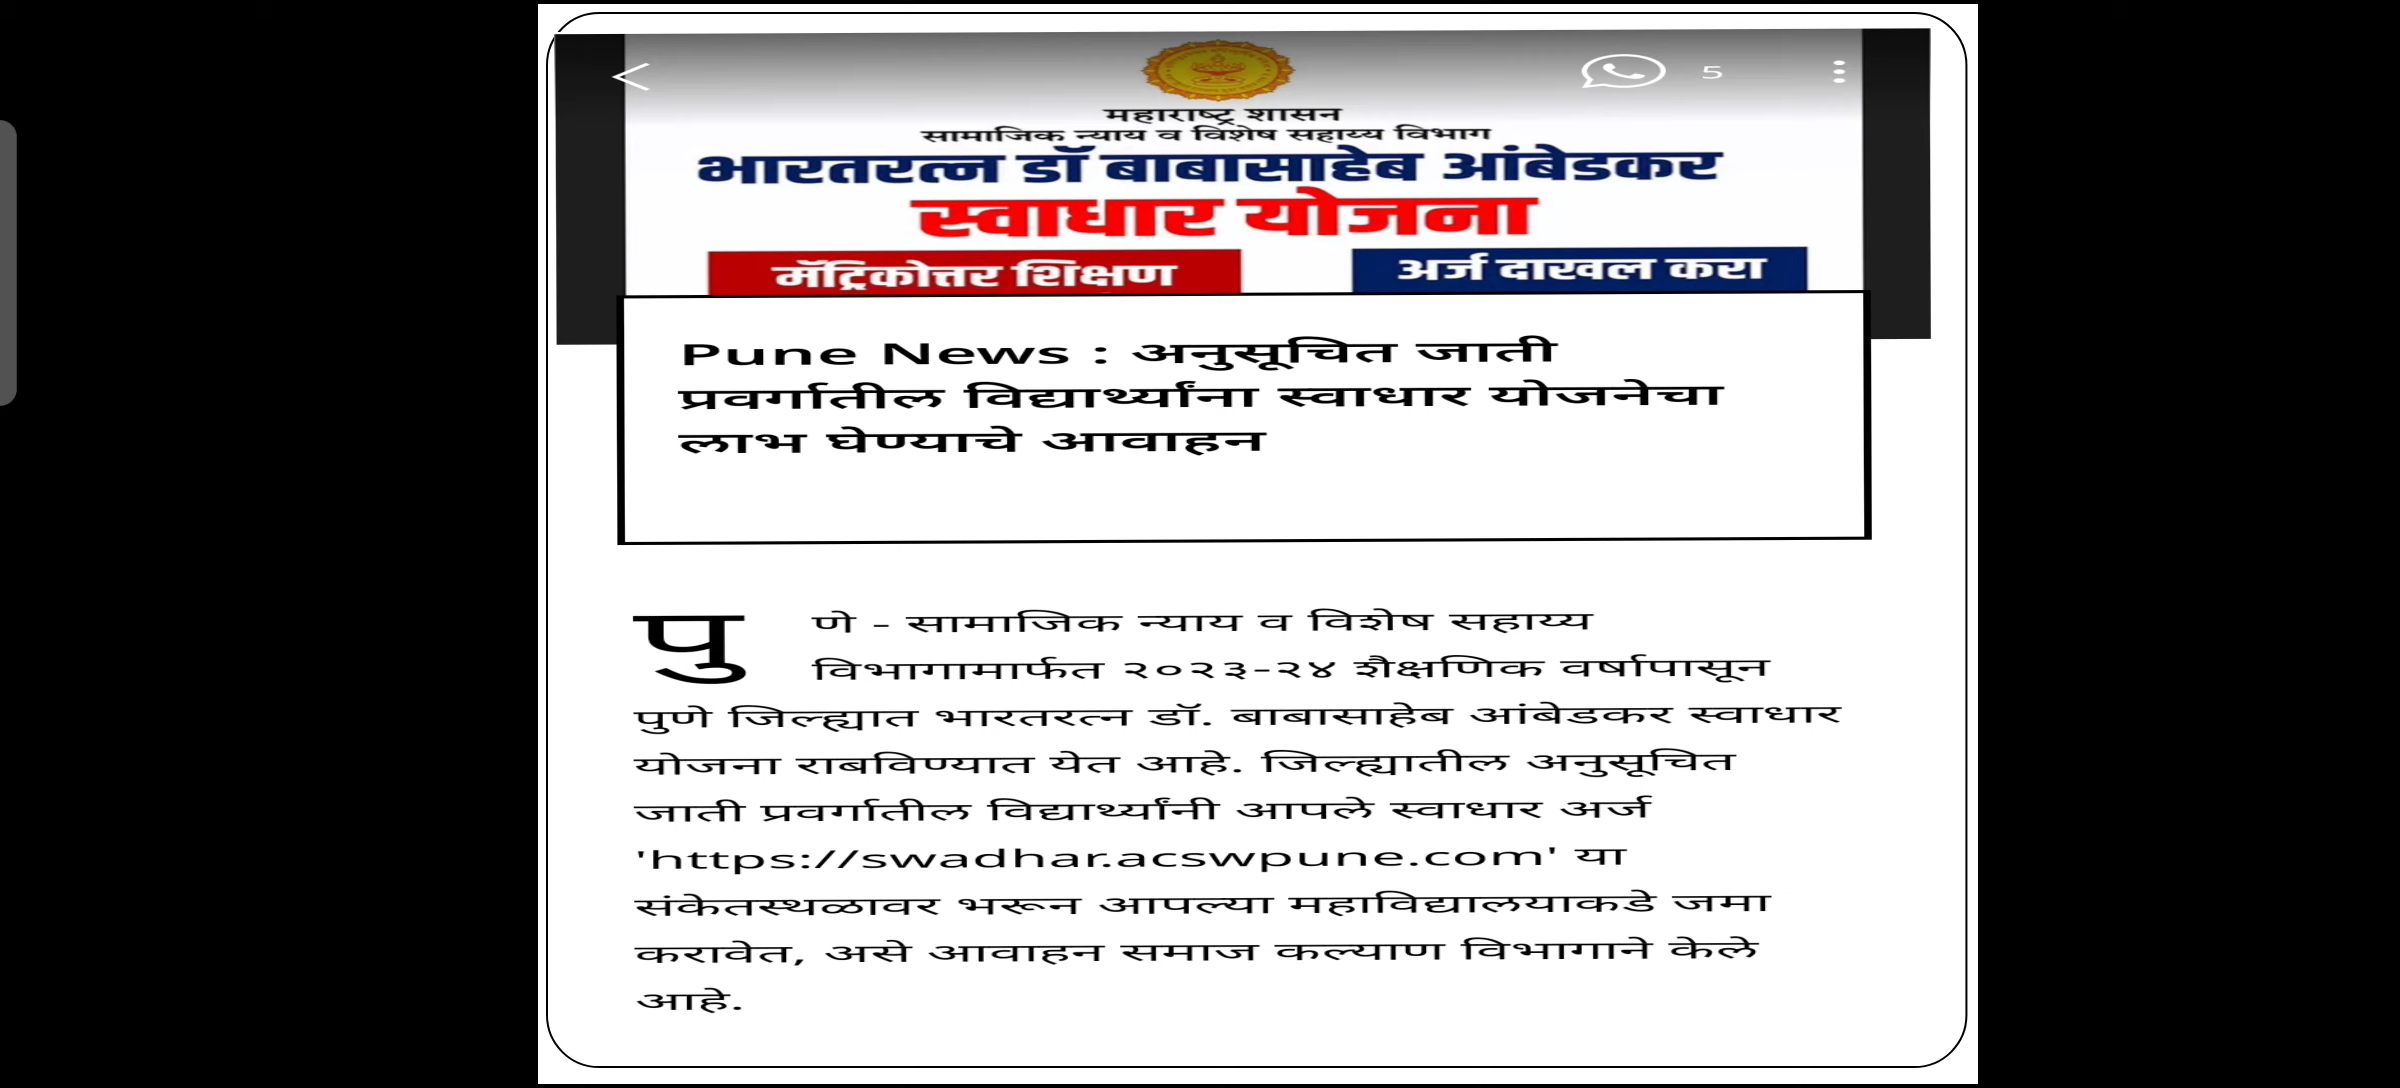 5
महाराष्ट्र शासन
सामाजिक न्याय व विशेष सहाय्य विभाग
भारतरत्न डॉ बाबासाहेब आंबेडकर
स्वाधार योजना
मॅट्रिकोत्तर शिक्षण अर्ज दाखल करा
Pune News : अनुसूचित जाती
प्रवर्गातील विद्यार्थ्यांना स्वाधार योजनेचा
लाभ घेण्याचे आवाहन
पुणे - सामाजिक न्याय व विशेष सहाय्य
विभागामार्फत २०२३-२४ शैक्षणिक वर्षापासून
पुणे जिल्ह्यात भारतरत्न डॉ. बाबासाहेब आंबेडकर स्वाधार
योजना राबविण्यात येत आहे. जिल्ह्यातील अनुसूचित
जाती प्रवर्गातील विद्यार्थ्यांनी आपले स्वाधार अर्ज
'https://swadhar.acswpune.com' या
संकेतस्थळावर भरून आपल्या महाविद्यालयाकडे जमा
करावेत, असे आवाहन समाज कल्याण विभागाने केले
आहे.